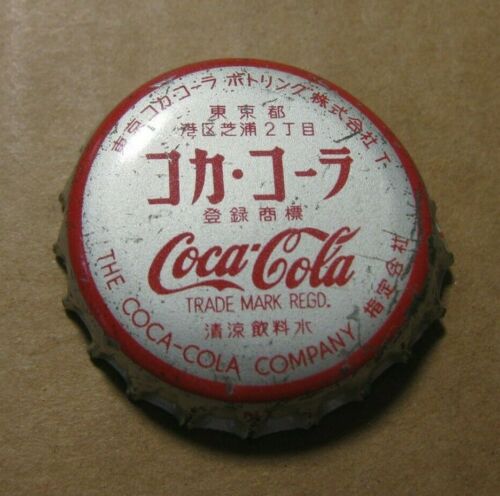 東京コカ・コーラ ボトリング株式会社 T.
東京都
港区芝浦2丁目
コカ・コーラ
登録商標
Coca-Cola
TRADE MARK REGD.
清涼飲料水
THE COCA-COLA COMPANY 指定会社